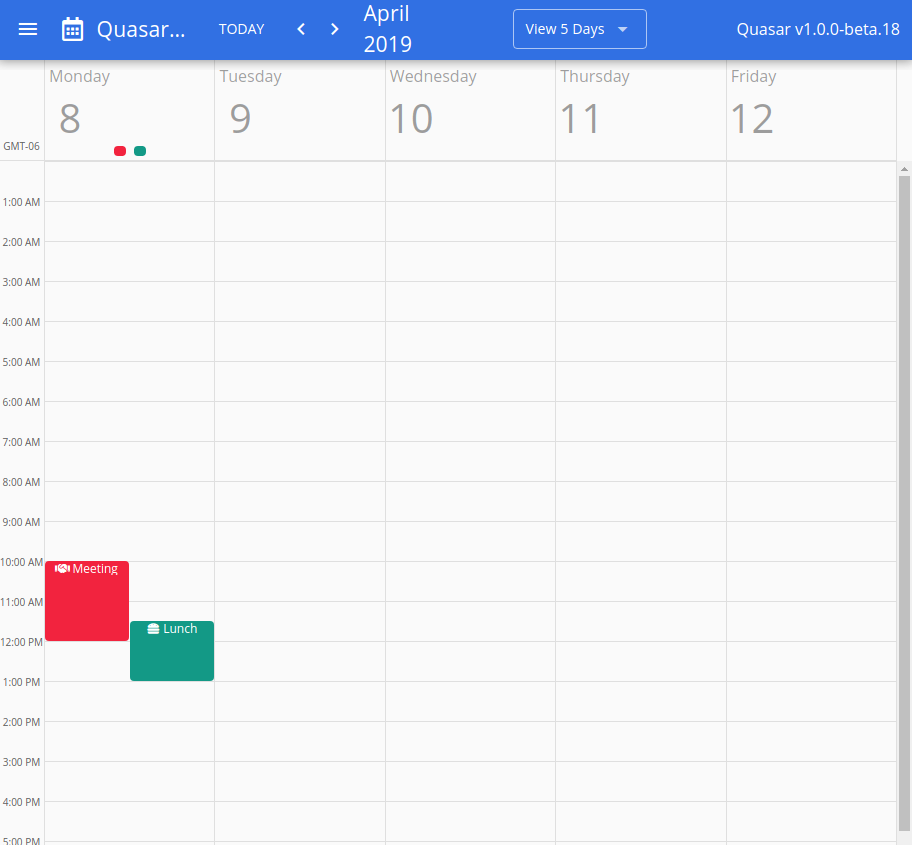 Quasar...
TODAY
April
2019
View 5 Days
Quasar v1.0.0-beta.18
Monday
Tuesday
Wednesday
Thursday
Friday
8
9
10
11
12
GMT-06
1:00 AM
2:00 AM
3:00 AM
4:00 AM
5:00 AM
6:00 AM
7:00 AM
8:00 AM
9:00 AM
10:00 AM
Meeting
11:00 AM
Lunch
12:00 PM
1:00 PM
2:00 PM
3:00 PM
4:00 PM
5:00 PM